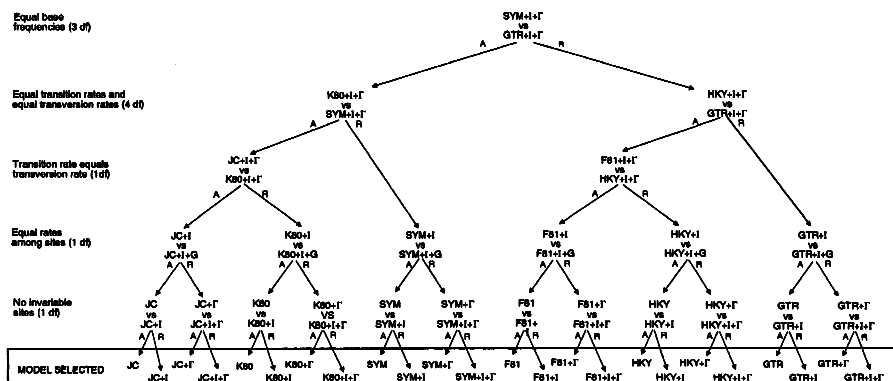 Equal base
frequencies (3 df)
SYM+I+Γ
vs
GTR+I+Γ
A
R
Equal transition rates and
equal transversion rates (4 df)
K80+I+Γ
vs
SYM+I+Γ
A
R
HKY+I+Γ
vs
GTR+I+Γ
A
R
Transition rate equals
transversion rate (1df)
JC+I+Γ
vs
K80+I+Γ
A
R
F81+I+Γ
vs
HKY+I+Γ
A
R
Equal rates
among sites (1 df)
JC+I
vs
JC+I+G
A R
K80+I
vs
K80+I+G
A R
SYM+I
vs
SYM+I+G
A R
F81+I
vs
F81+I+G
A R
HKY+I
vs
HKY+I+G
A R
GTR+I
vs
GTR+I+G
A R
No invariable
sites (1 df)
JC
vs
JC+I
A R
JC+Γ
vs
JC+I+Γ
A R
K80
vs
K80+I
A R
K80+Γ
VS
K80+I+Γ
A R
SYM
vs
SYM+I
A R
SYM+Γ
vs
SYM+I+Γ
A R
F81
vs
F81+I
A R
F81+Γ
vs
F81+I+Γ
A R
HKY
vs
HKY+I
A R
HKY+Γ
vs
HKY+I+Γ
A R
GTR
vs
GTR+I
A R
GTR+Γ
vs
GTR+I+Γ
A R
MODEL SELECTED
JC
JC+I
JC+Γ
JC+I+Γ
K80
K80+I
K80+Γ
K80+I+Γ
SYM
SYM+I
SYM+Γ
SYM+I+Γ
F81
F81+I
F81+Γ
F81+I+Γ
HKY
HKY+I
HKY+Γ
HKY+I+Γ
GTR
GTR+I
GTR+Γ
GTR+I+Γ